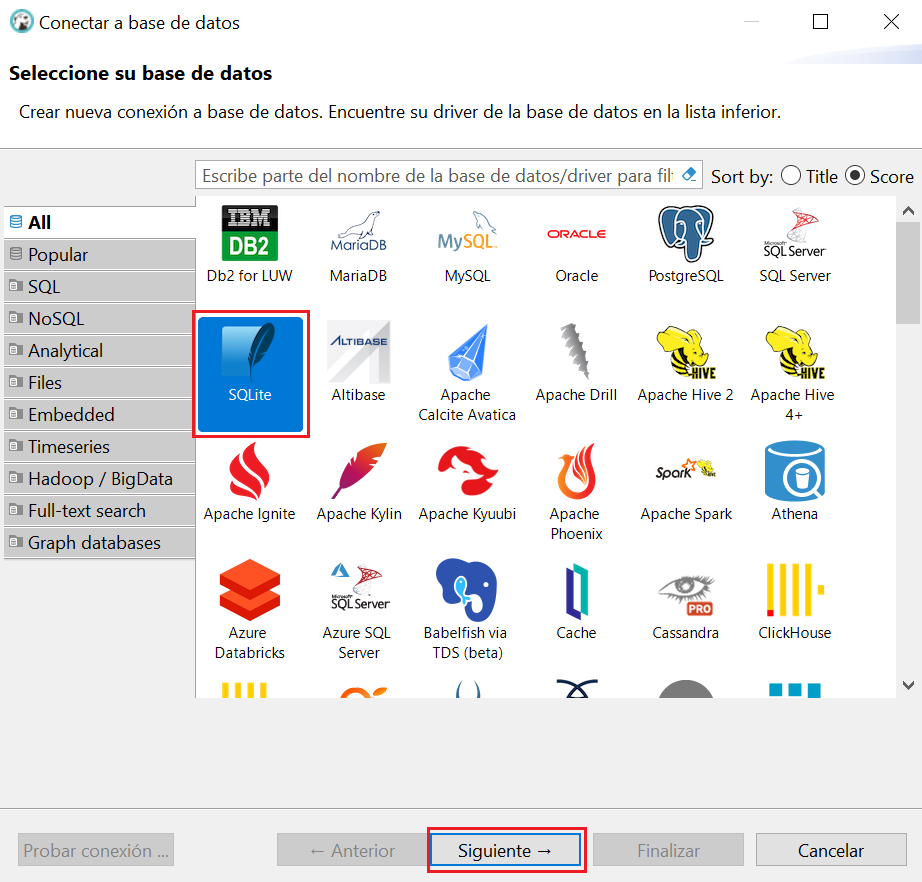 Conectar a base de datos
Seleccione su base de datos
Crear nueva conexión a base de datos. Encuentre su driver de la base de datos en la lista inferior.
Escribe parte del nombre de la base de datos/driver para filt
Sort by:
Title
Score
All
Popular
SQL
NoSQL
Analytical
Files
Embedded
Timeseries
Hadoop / BigData
Full-text search
Graph databases
IBM
DB2
Db2 for LUW
MariaDB
MariaDB
MySQL
MySQL
ORACLE
Oracle
PostgreSQL
Microsoft
SQL Server
SQL Server
SQLite
ALTIBASE
Altibase
Apache
Calcite Avatica
Apache Drill
HIVE
Apache Hive 2
HIVE
Apache Hive
4+
Apache Ignite
Apache Kylin
Apache Kyuubi
Apache
Phoenix
Spark
Apache Spark
Athena
Azure
Databricks
Microsoft
SQL Server
Azure SQL
Server
Babelfish via
TDS (beta)
Cache
PRO
Cassandra
ClickHouse
Probar conexión ...
← Anterior
Siguiente →
Finalizar
Cancelar